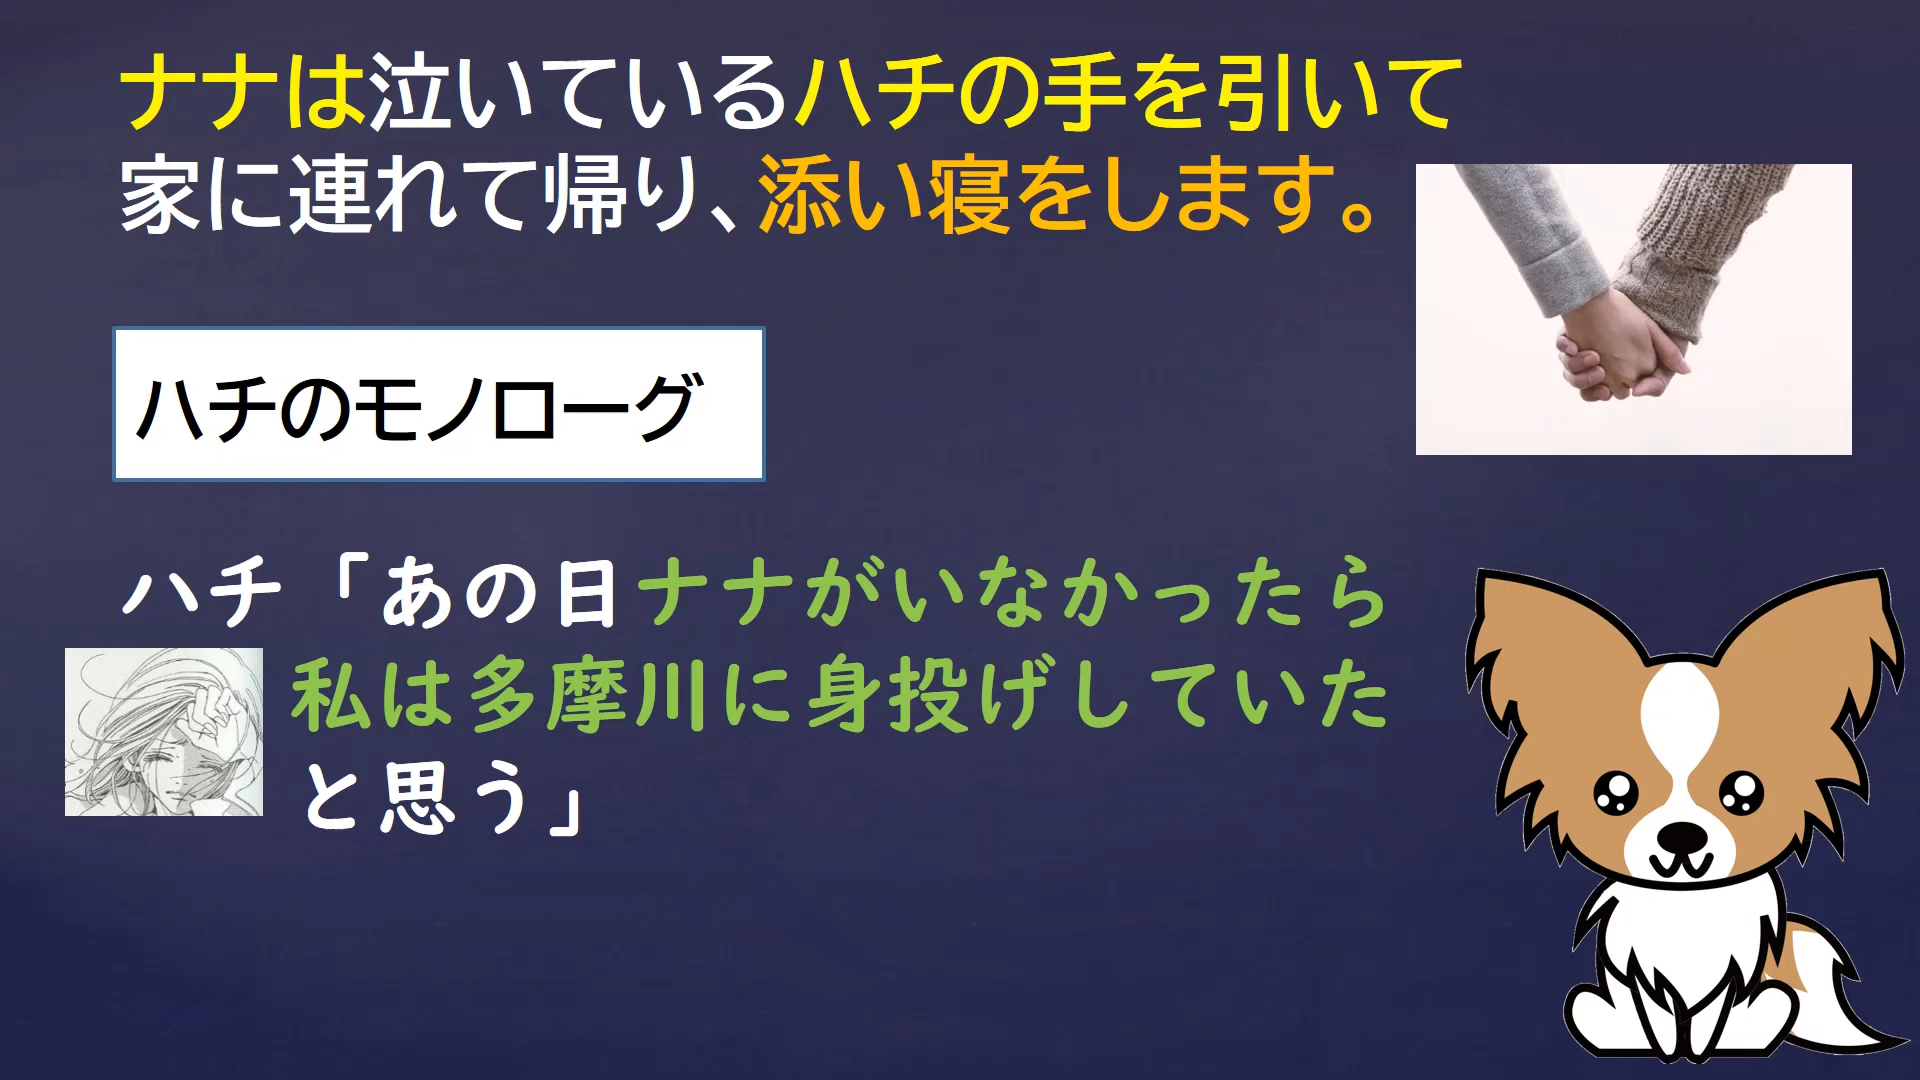 ナナは泣いているハチの手を引いて
家に連れて帰り、添い寝をします。
ハチのモノローグ
ハチ「あの日ナナがいなかったら
私は多摩川に身投げしていた
と思う」